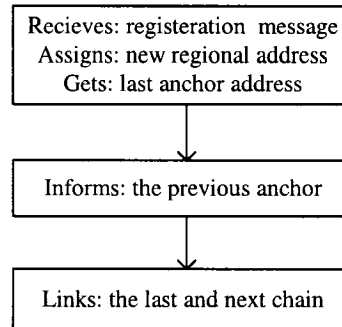 Recieves: registeration message
Assigns: new regional address
Gets: last anchor address
Informs: the previous anchor
Links: the last and next chain